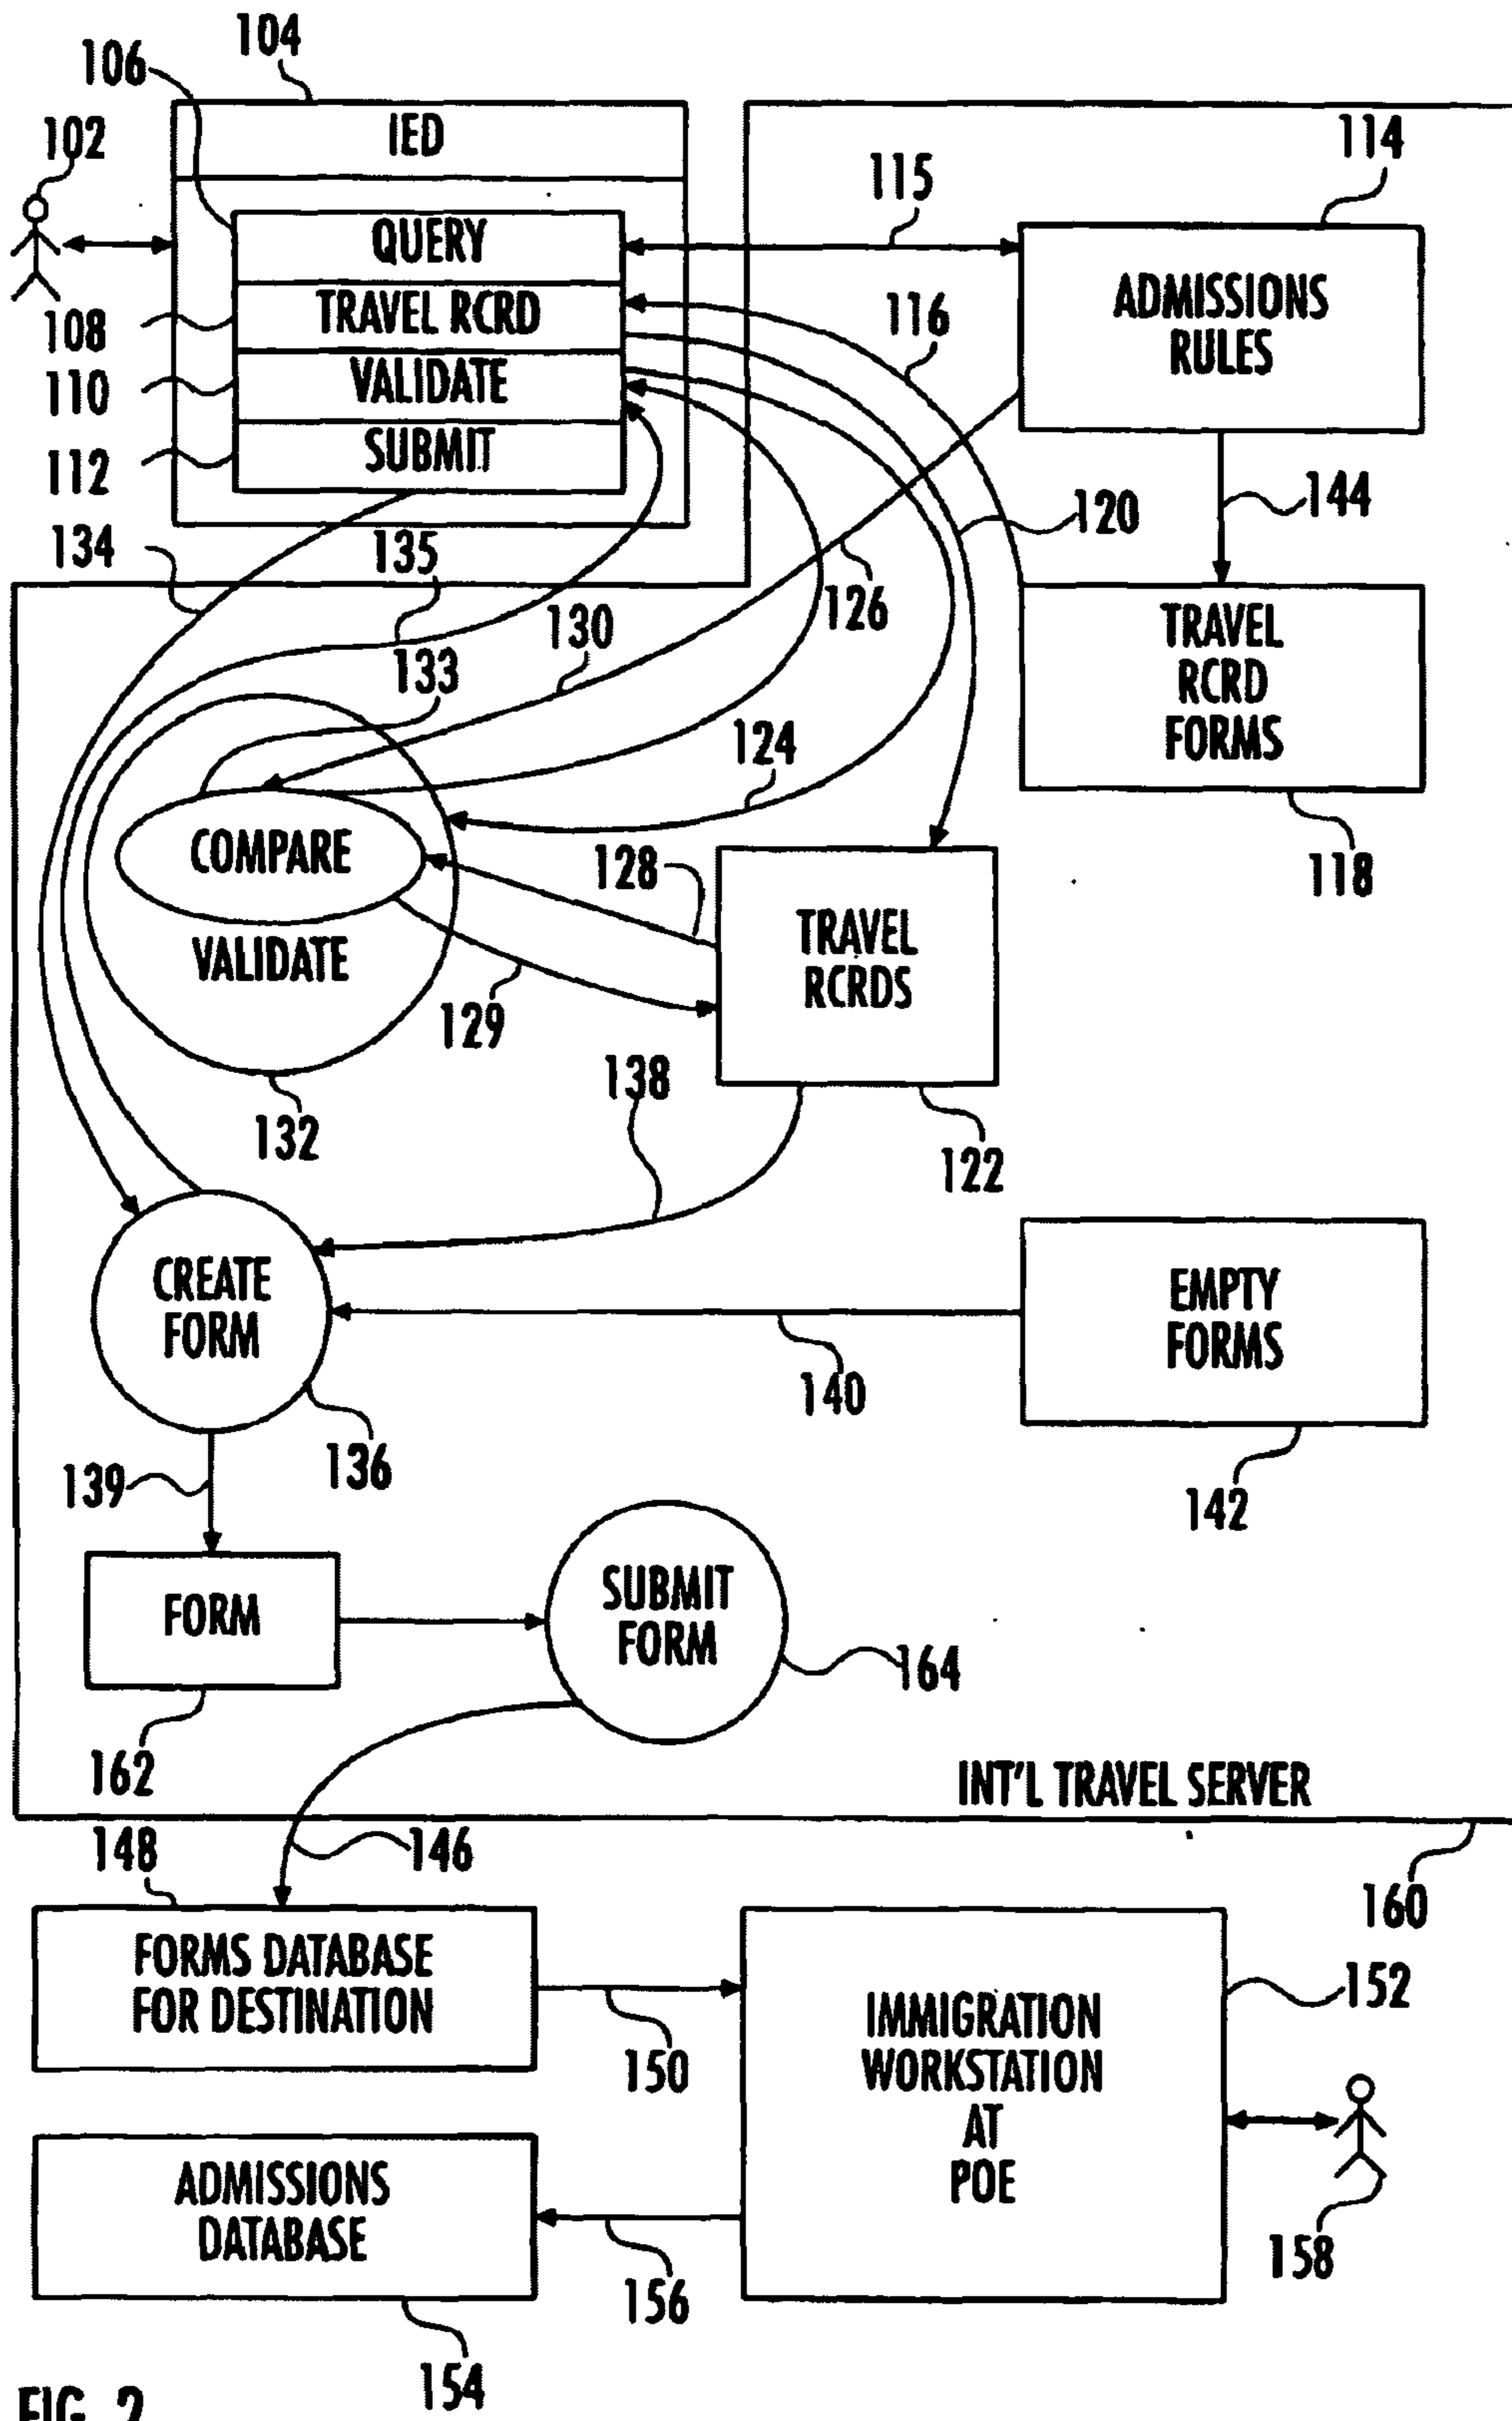 104
106
IED
102
114
115
QUERY
ADMISSIONS
RULES
116
TRAVEL RCRD
108
VALIDATE
110
SUBMIT
112
144
120
134
135
126
130
TRAVEL
RCRD
FORMS
133
124
COMPARE
128
118
TRAVEL
RCRDS
VALIDATE
129
138
132
122
CREATE
FORM
EMPTY
FORMS
140
136
139
142
SUBMIT
FORM
FORM
164
162
INT'L TRAVEL SERVER
148
146
160
FORMS DATABASE
FOR DESTINATION
152
IMMIGRATION
WORKSTATION
AT
POE
150
ADMISSIONS
DATABASE
158
156
154
FIG. 2